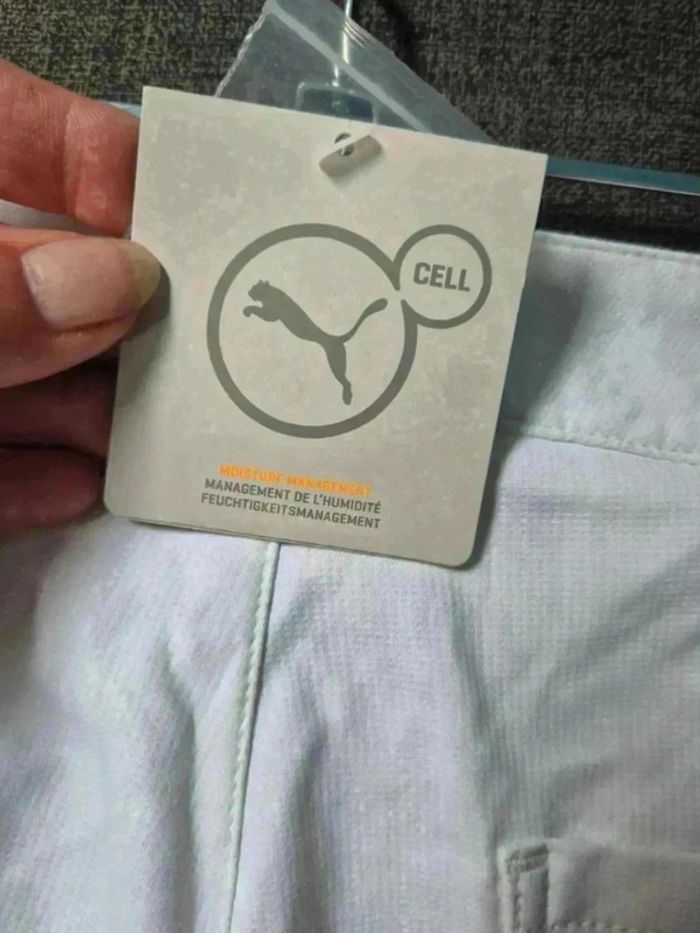 CELL
MOISTURE MANAGEMENT
MANAGEMENT DE L'HUMIDITÉ
FEUCHTIGKEITSMANAGEMENT